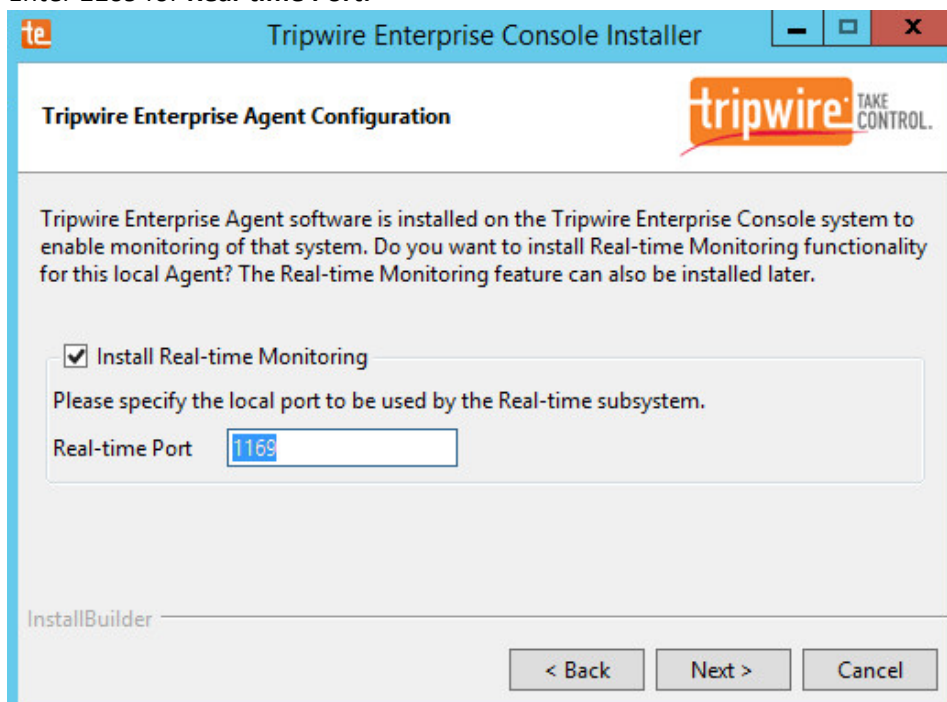 te
Tripwire Enterprise Console Installer
Tripwire Enterprise Agent Configuration
tripwire TAKE CONTROL.
Tripwire Enterprise Agent software is installed on the Tripwire Enterprise Console system to
enable monitoring of that system. Do you want to install Real-time Monitoring functionality
for this local Agent? The Real-time Monitoring feature can also be installed later.
Install Real-time Monitoring
Please specify the local port to be used by the Real-time subsystem.
Real-time Port 1169
InstallBuilder
< Back Next > Cancel